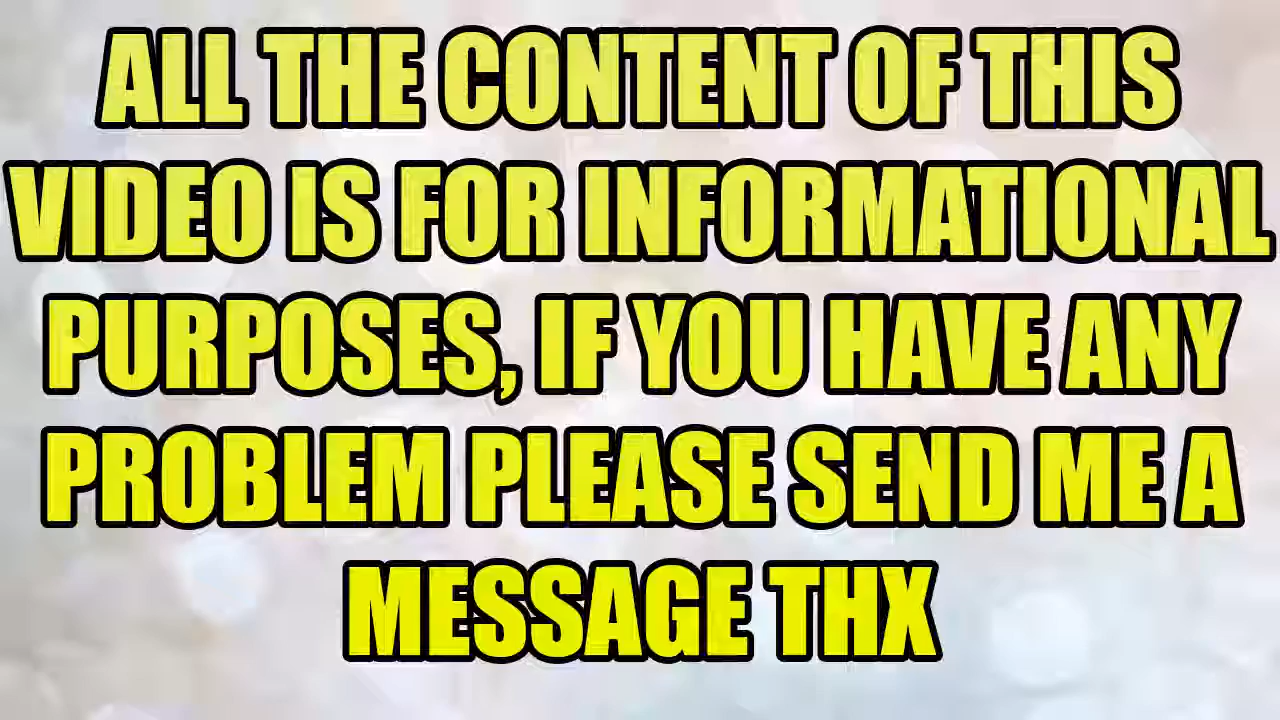 ALL THE CONTENT OF THIS
VIDEO IS FOR INFORMATIONAL
PURPOSES, IF YOU HAVE ANY
PROBLEM PLEASE SEND ME A
MESSAGE THX